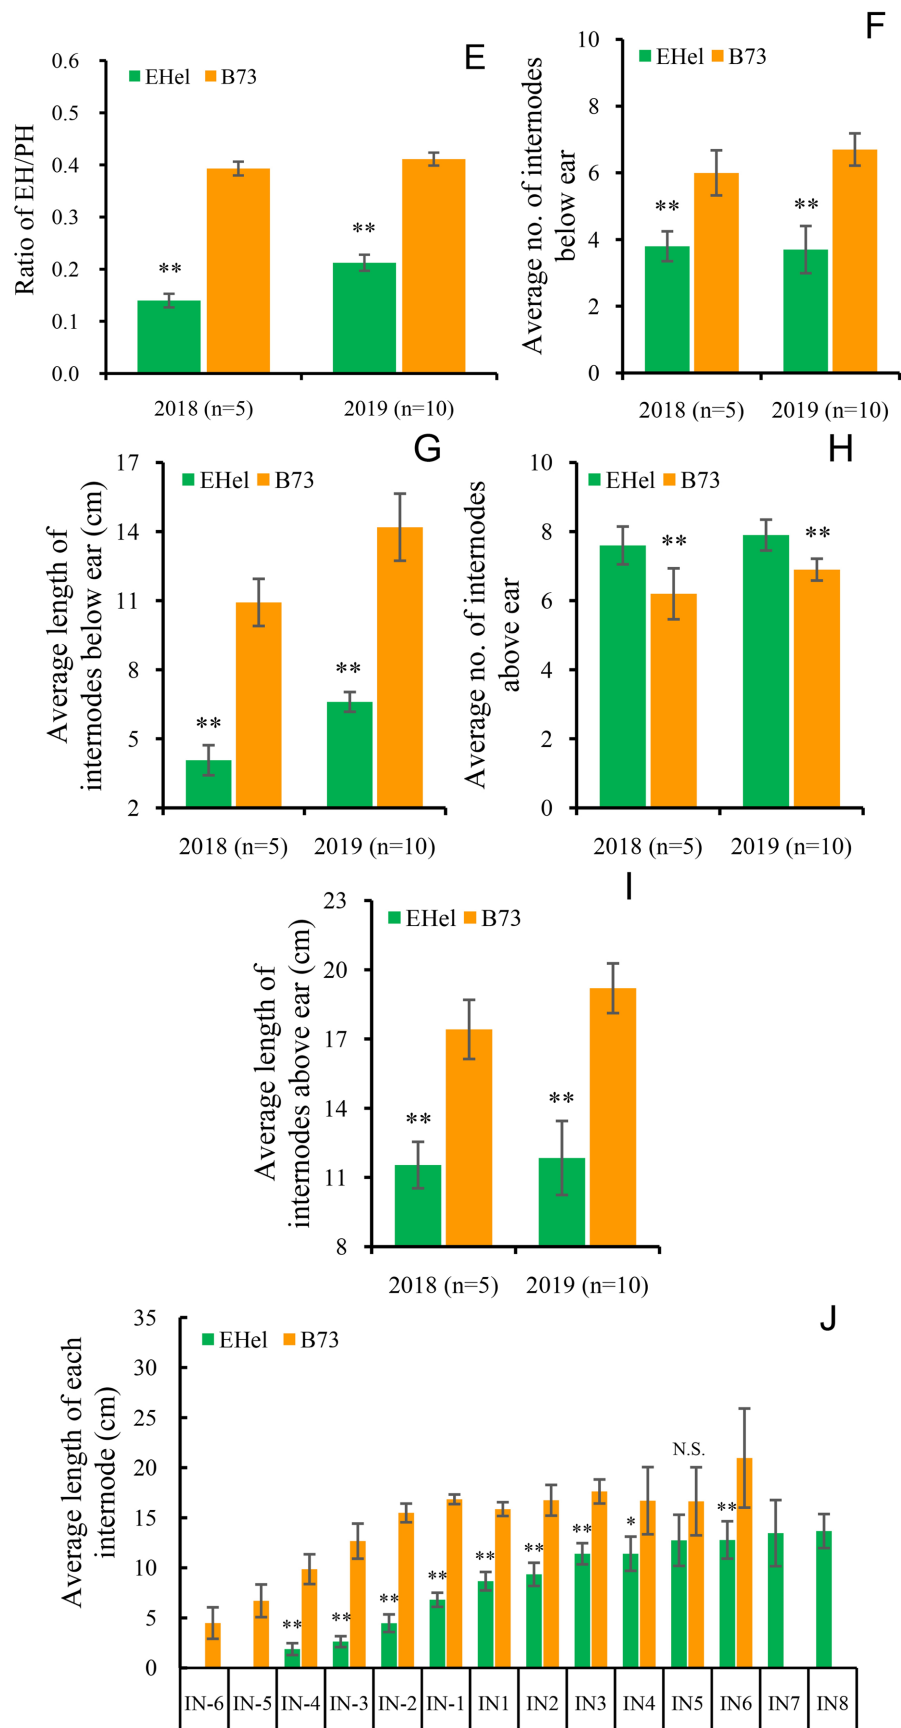 E
EHel B73
Ratio of EH/PH
0.6
0.5
0.4
0.3
0.2
0.1
0.0
**
**
2018 (n=5) 2019 (n=10)
F
EHel B73
Average no. of internodes
below ear
10
8
6
4
2
0
**
**
2018 (n=5) 2019 (n=10)
G
EHel B73
Average length of
internodes below ear (cm)
17
14
11
8
5
2
**
**
2018 (n=5) 2019 (n=10)
H
EHel B73
Average no. of internodes
above ear
10
8
6
4
2
0
**
**
2018 (n=5) 2019 (n=10)
I
EHel B73
Average length of
internodes above ear (cm)
23
20
17
14
11
8
**
**
2018 (n=5) 2019 (n=10)
J
EHel B73
Average length of each
internode (cm)
35
30
25
20
15
10
5
0
** ** ** ** ** ** ** * N.S. **
IN-6 IN-5 IN-4 IN-3 IN-2 IN-1 IN1 IN2 IN3 IN4 IN5 IN6 IN7 IN8